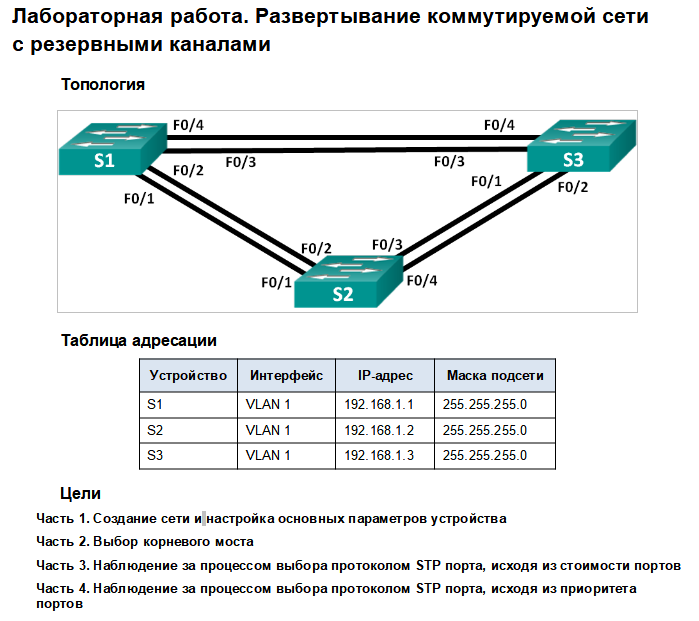 Лабораторная работа. Развертывание коммутируемой сети
с резервными каналами
Топология
F0/4
F0/4
S1
F0/3
F0/3
S3
F0/2
F0/1
F0/1
F0/2
F0/2
F0/3
F0/1
F0/4
S2
Таблица адресации
Устройство Интерфейс IP-адрес Маска подсети
S1 VLAN 1 192.168.1.1 255.255.255.0
S2 VLAN 1 192.168.1.2 255.255.255.0
S3 VLAN 1 192.168.1.3 255.255.255.0
Цели
Часть 1. Создание сети и настройка основных параметров устройства
Часть 2. Выбор корневого моста
Часть 3. Наблюдение за процессом выбора протоколом STP порта, исходя из стоимости портов
Часть 4. Наблюдение за процессом выбора протоколом STP порта, исходя из приоритета
портов